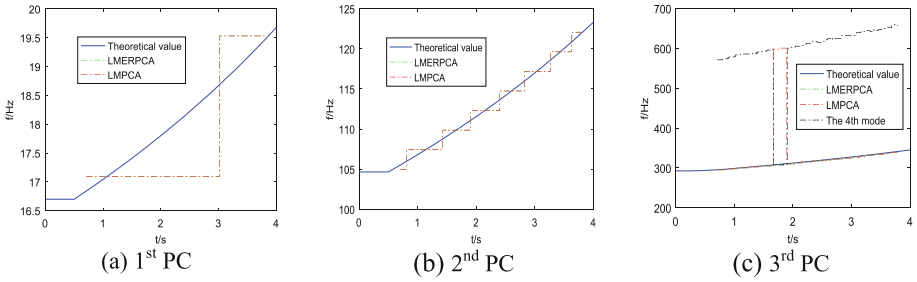 20
19.5
19
18.5
18
17.5
17
16.5
f/Hz
Theoretical value
LMERPCA
LMPCA
0 1 2 3 4
t/s
(a) 1st PC
125
120
115
110
105
100
f/Hz
Theoretical value
LMERPCA
LMPCA
0 1 2 3 4
t/s
(b) 2nd PC
700
600
500
400
300
200
f/Hz
Theoretical value
LMERPCA
LMPCA
The 4th mode
0 1 2 3 4
t/s
(c) 3rd PC